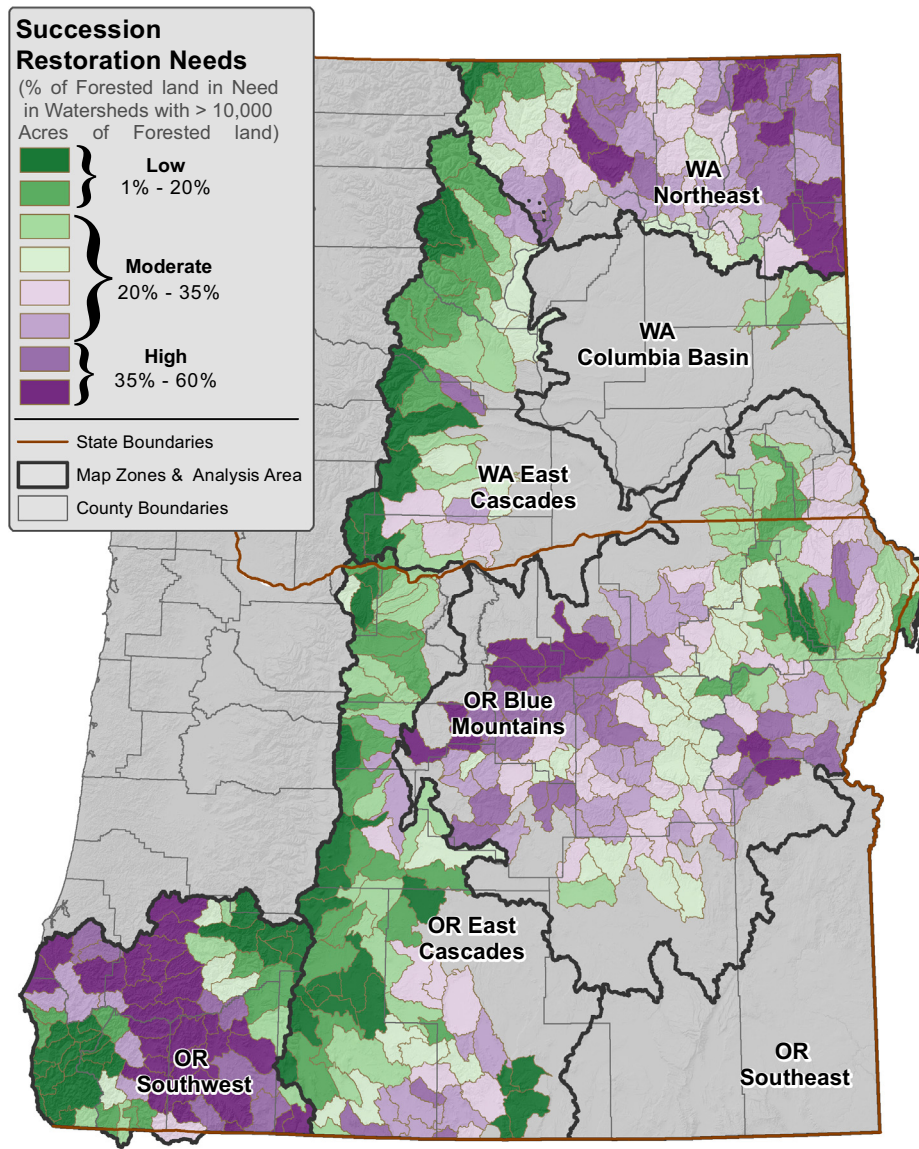 Succession
Restoration Needs
(% of Forested land in Need
in Watersheds with > 10,000
Acres of Forested land)
Low
1% - 20%
Moderate
20% - 35%
High
35% - 60%
State Boundaries
Map Zones & Analysis Area
County Boundaries
WA
Northeast
WA
Columbia Basin
WA East
Cascades
OR Blue
Mountains
OR East
Cascades
OR
Southwest
OR
Southeast